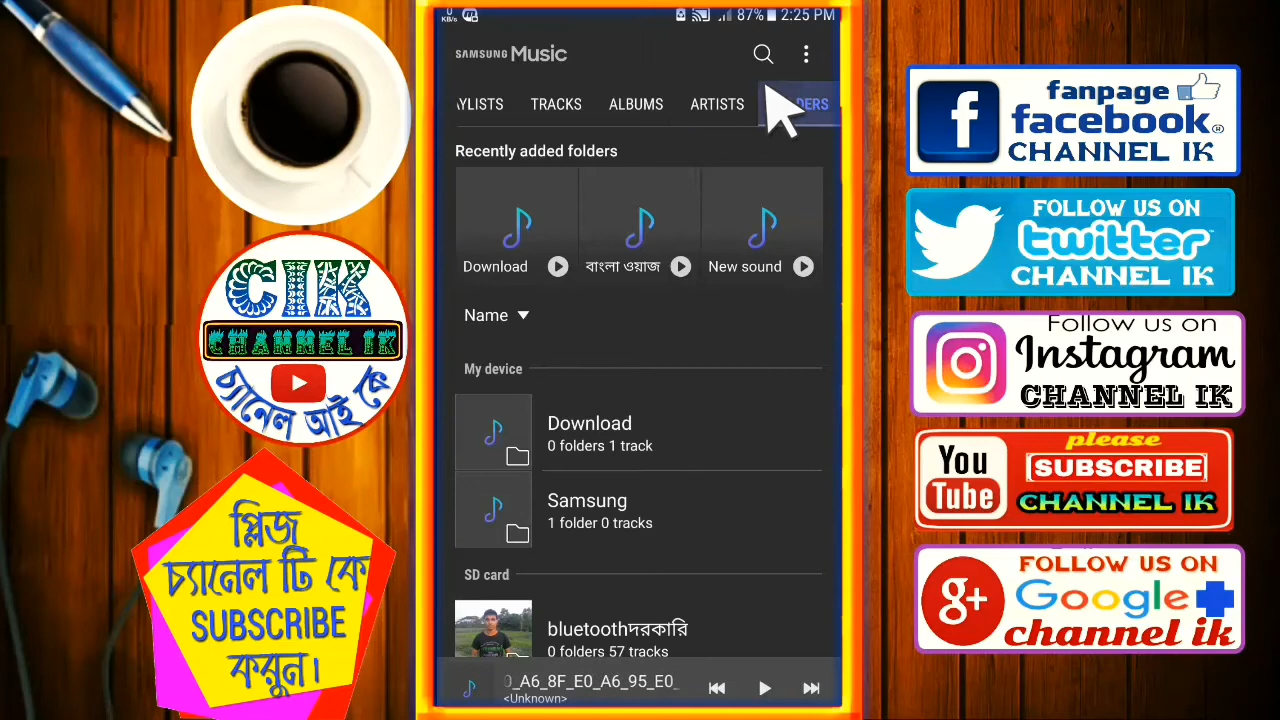 0
KB/s
87% 2:25 PM
SAMSUNG Music
YLISTS TRACKS ALBUMS ARTISTS DERS
Recently added folders
Download
বাংলা ওয়াজ
New sound
Name
My device
Download
0 folders 1 track
Samsung
1 folder 0 tracks
SD card
bluetoothদরকারি
0 folders 57 tracks
0_A6_8F_E0_A6_95_E0_
<Unknown>
CIK
CHANNEL IK
চ্যানেল আই কে
প্লিজ
চ্যানেল টি কে
SUBSCRIBE
করুন।
fanpage
facebook®
CHANNEL IK
FOLLOW US ON
twitter
CHANNEL IK
Follow us on
Instagram
CHANNEL IK
You
Tube
please
SUBSCRIBE
CHANNEL IK
g+
FOLLOW US ON
Google
channel ik